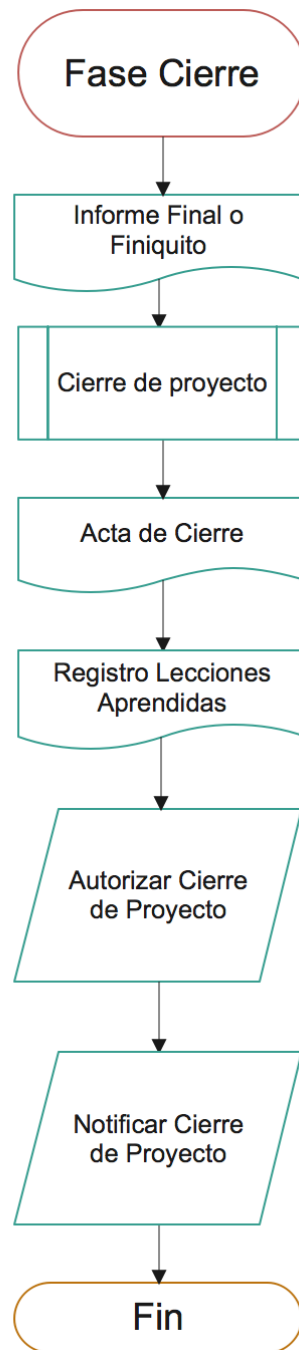 Fase Cierre
Informe Final o
Finiquito
Cierre de proyecto
Acta de Cierre
Registro Lecciones
Aprendidas
Autorizar Cierre
de Proyecto
Notificar Cierre
de Proyecto
Fin